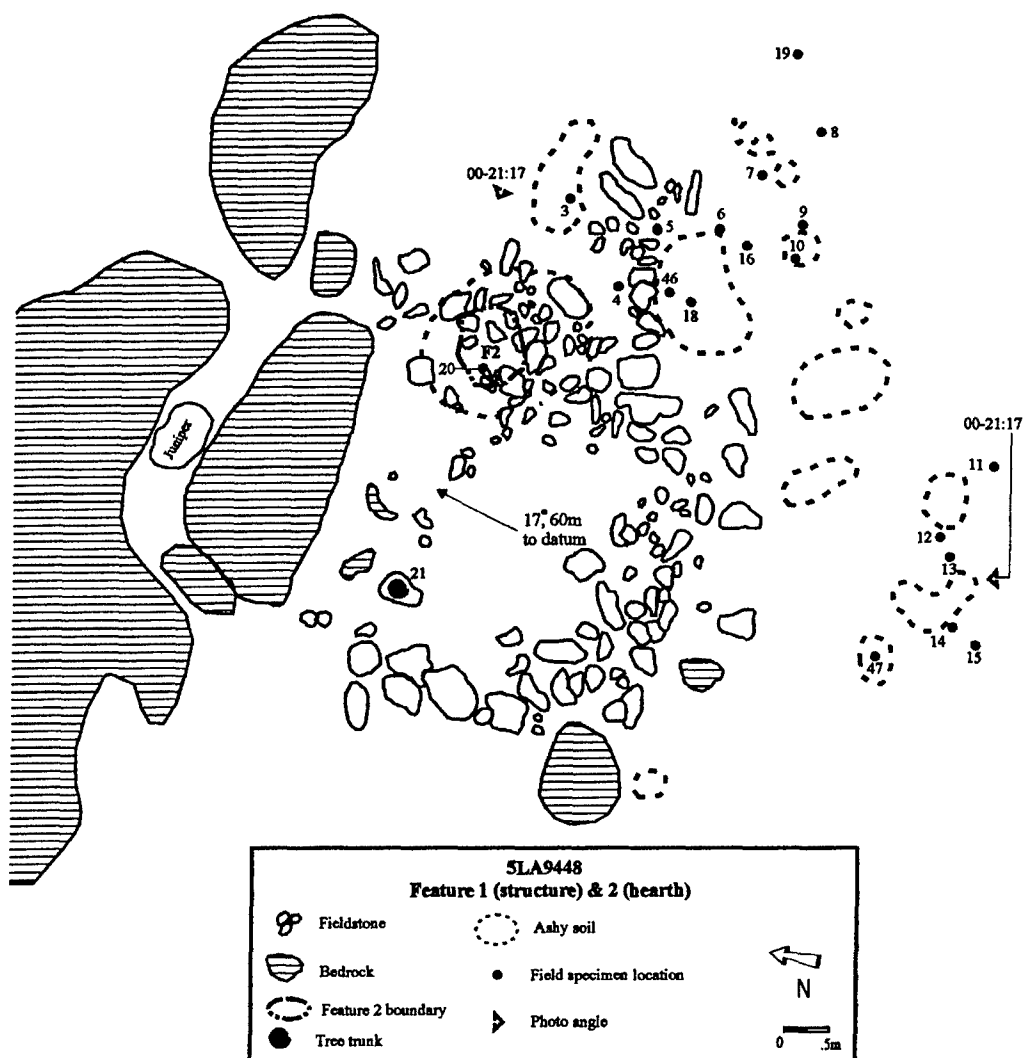 19
8
00-21:17
7
3
5
6
9
16
10
4
46
18
F2
20
Juniper
00-21:17
11
17°, 60m
to datum
12
13
21
14
15
47
5LA9448
Feature 1 (structure) & 2 (hearth)
Fieldstone
Ashy soil
Bedrock
Field specimen location
N
Feature 2 boundary
Photo angle
Tree trunk
0 .5m